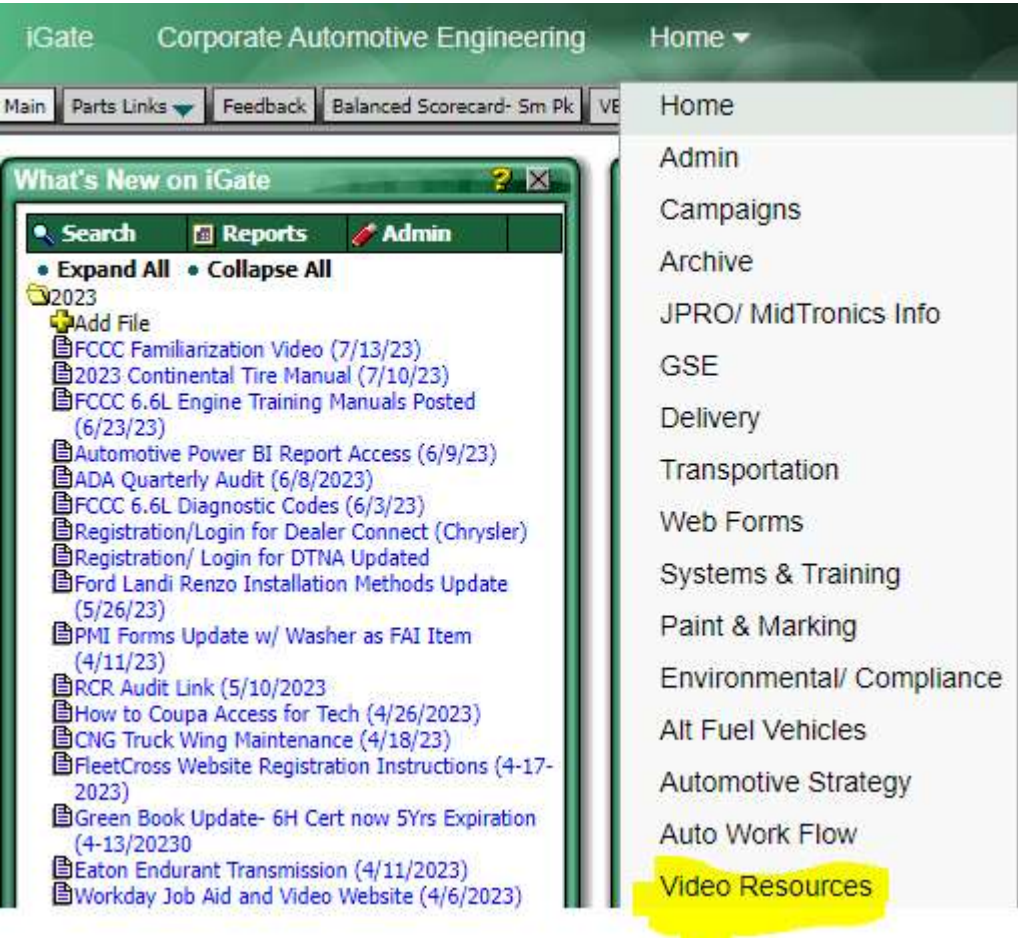 iGate Corporate Automotive Engineering Home
Main Parts Links Feedback Balanced Scorecard- Sm Pk
What's New on iGate
Search Reports Admin
Expand All Collapse All
2023
Add File
FCCC Familiarization Video (7/13/23)
2023 Continental Tire Manual (7/10/23)
FCCC 6.6L Engine Training Manuals Posted
(6/23/23)
Automotive Power BI Report Access (6/9/23)
ADA Quarterly Audit (6/8/2023)
FCCC 6.6L Diagnostic Codes (6/3/23)
Registration/Login for Dealer Connect (Chrysler)
Registration/ Login for DTNA Updated
Ford Landi Renzo Installation Methods Update
(5/26/23)
PMI Forms Update w/ Washer as FAI Item
(4/11/23)
RCR Audit Link (5/10/2023
How to Coupa Access for Tech (4/26/2023)
CNG Truck Wing Maintenance (4/18/23)
FleetCross Website Registration Instructions (4-17-
2023)
Green Book Update- 6H Cert now 5Yrs Expiration
(4-13/20230
Eaton Endurant Transmission (4/11/2023)
Workday Job Aid and Video Website (4/6/2023)
Home
Admin
Campaigns
Archive
JPRO/ MidTronics Info
GSE
Delivery
Transportation
Web Forms
Systems & Training
Paint & Marking
Environmental/ Compliance
Alt Fuel Vehicles
Automotive Strategy
Auto Work Flow
Video Resources